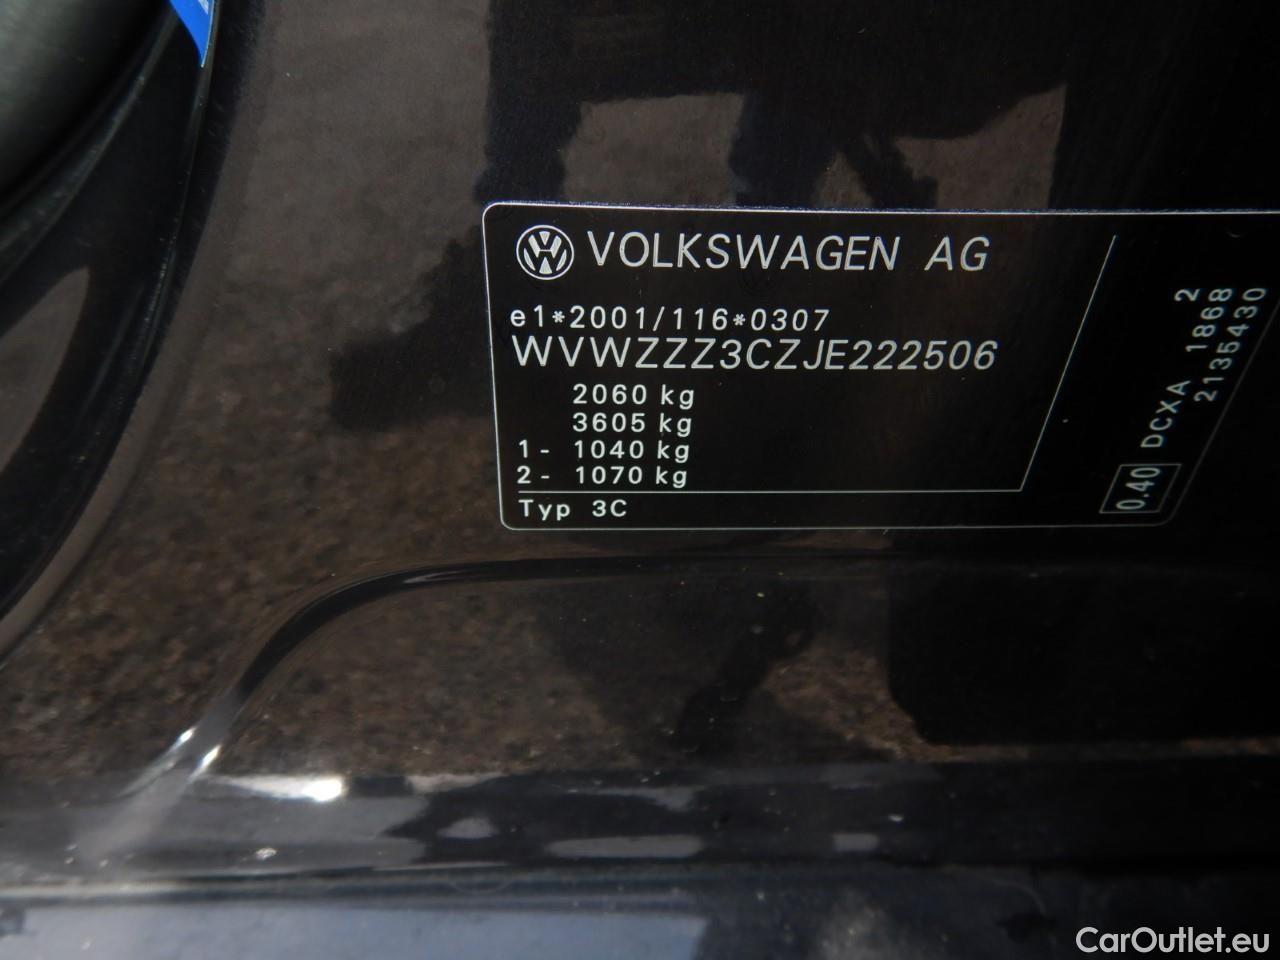 VOLKSWAGEN AG
e1*2001/116*0307
WVWZZZ3CZJE222506
2060 kg
3605 kg
1- 1040 kg
2- 1070 kg
Typ 3C
0.40
DCXA 1868 2
2135430
CarOutlet.eu